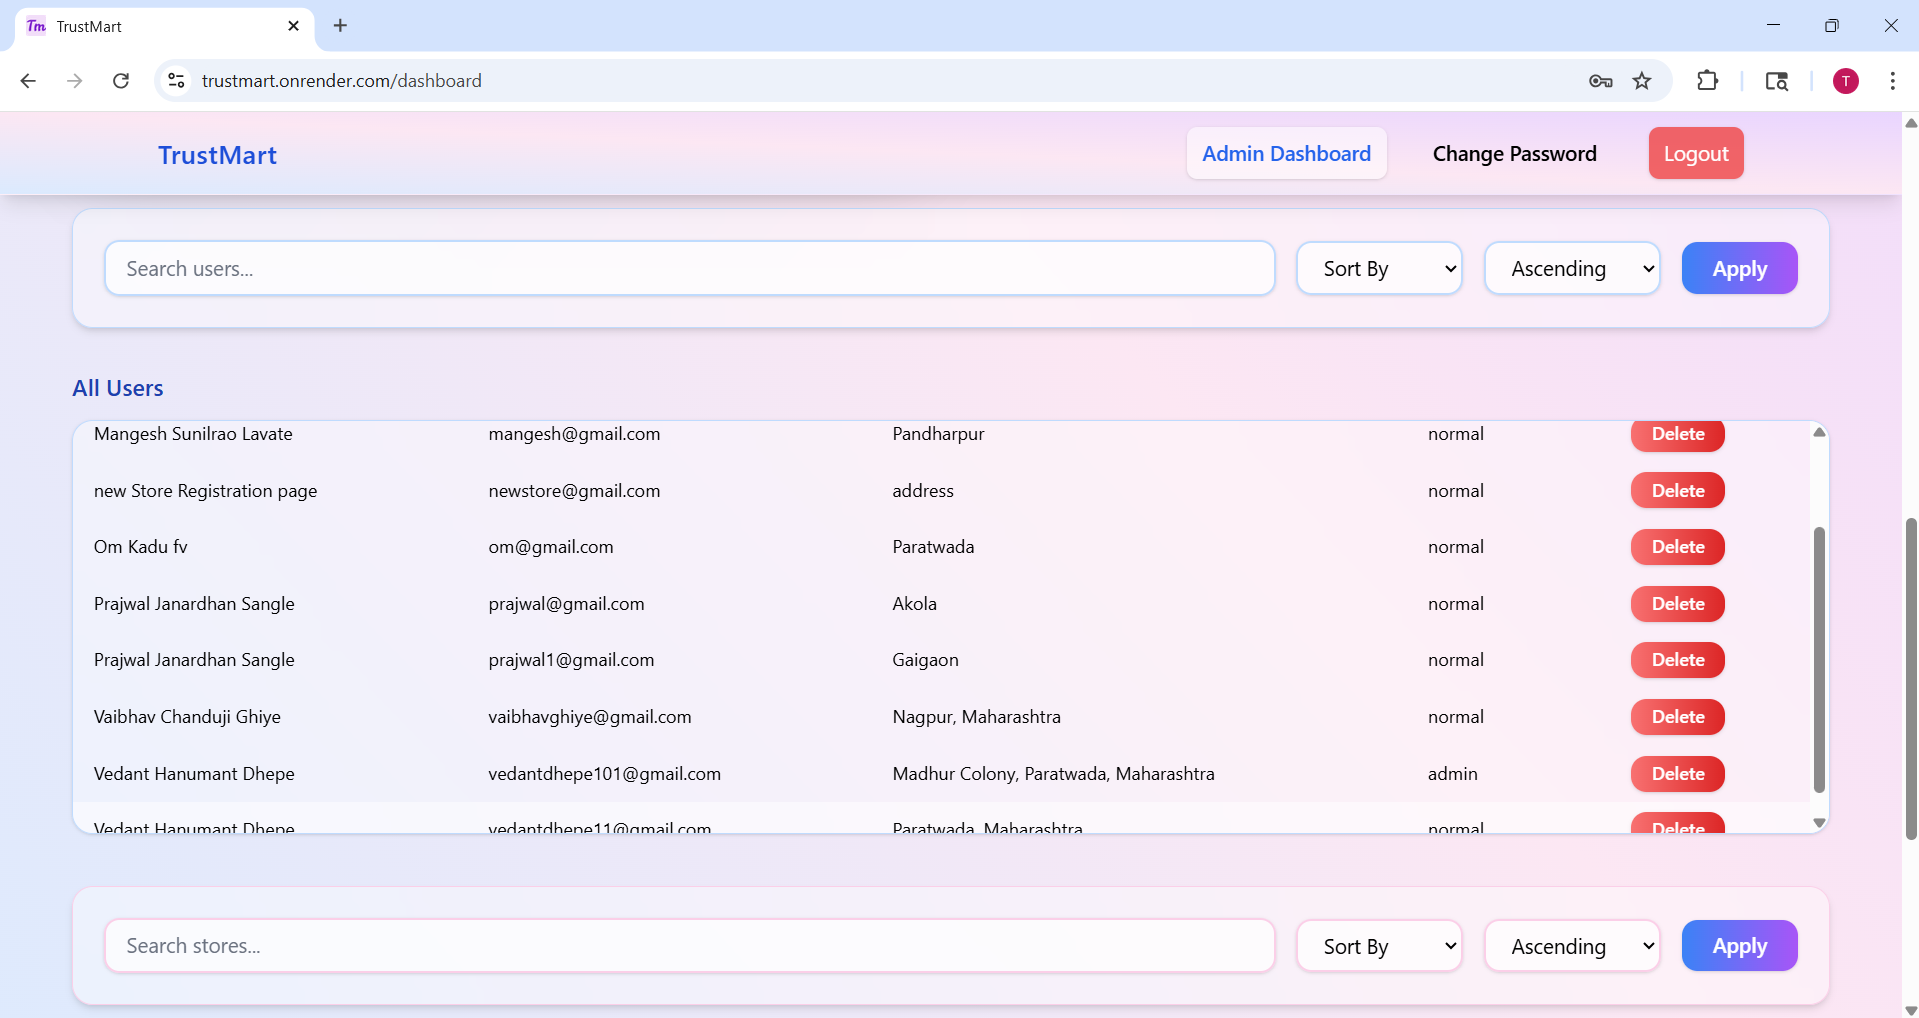 Tm TrustMart
trustmart.onrender.com/dashboard
T
TrustMart Admin Dashboard Change Password Logout
Search users... Sort By Ascending Apply
All Users
Mangesh Sunilrao Lavate mangesh@gmail.com Pandharpur normal Delete
new Store Registration page newstore@gmail.com address normal Delete
Om Kadu fv om@gmail.com Paratwada normal Delete
Prajwal Janardhan Sangle prajwal@gmail.com Akola normal Delete
Prajwal Janardhan Sangle prajwal1@gmail.com Gaigaon normal Delete
Vaibhav Chanduji Ghiye vaibhavghiye@gmail.com Nagpur, Maharashtra normal Delete
Vedant Hanumant Dhepe vedantdhepe101@gmail.com Madhur Colony, Paratwada, Maharashtra admin Delete
Vedant Hanumant Dhepe vedantdhepe11@gmail.com Paratwada, Maharashtra normal Delete
Search stores... Sort By Ascending Apply